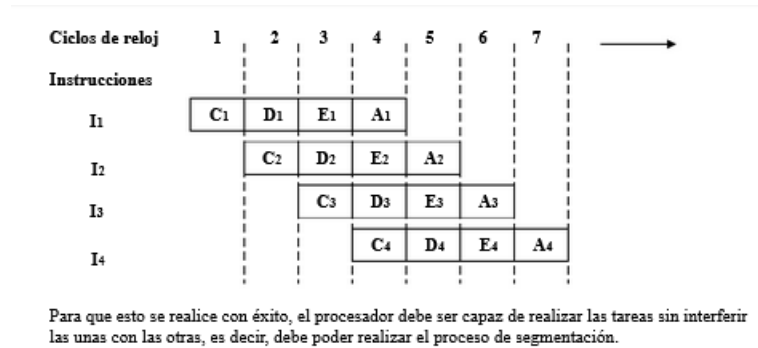 Ciclos de reloj 1 2 3 4 5 6 7
Instrucciones
I1 C1 D1 E1 A1
I2 C2 D2 E2 A2
I3 C3 D3 E3 A3
I4 C4 D4 E4 A4
Para que esto se realice con éxito, el procesador debe ser capaz de realizar las tareas sin interferir
las unas con las otras, es decir, debe poder realizar el proceso de segmentación.